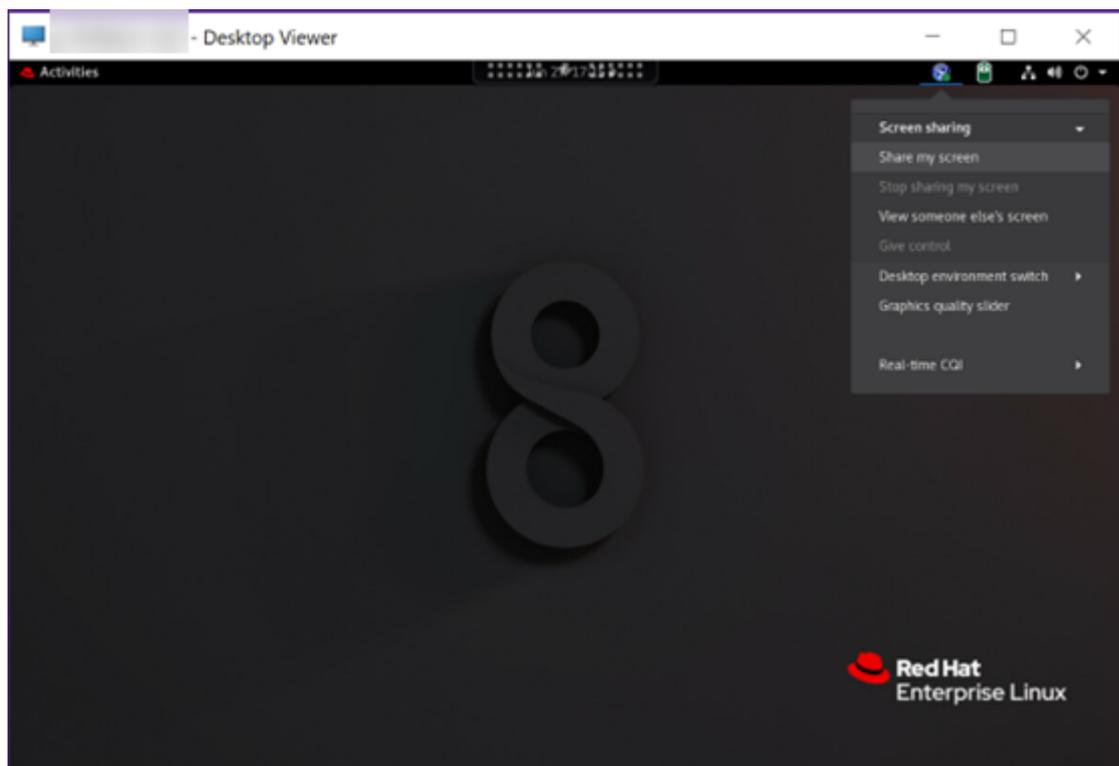 - Desktop Viewer
Activities
Screen sharing
Share my screen
Stop sharing my screen
View someone else's screen
Give control
Desktop environment switch
Graphics quality slider
Real-time CQI
8
Red Hat
Enterprise Linux